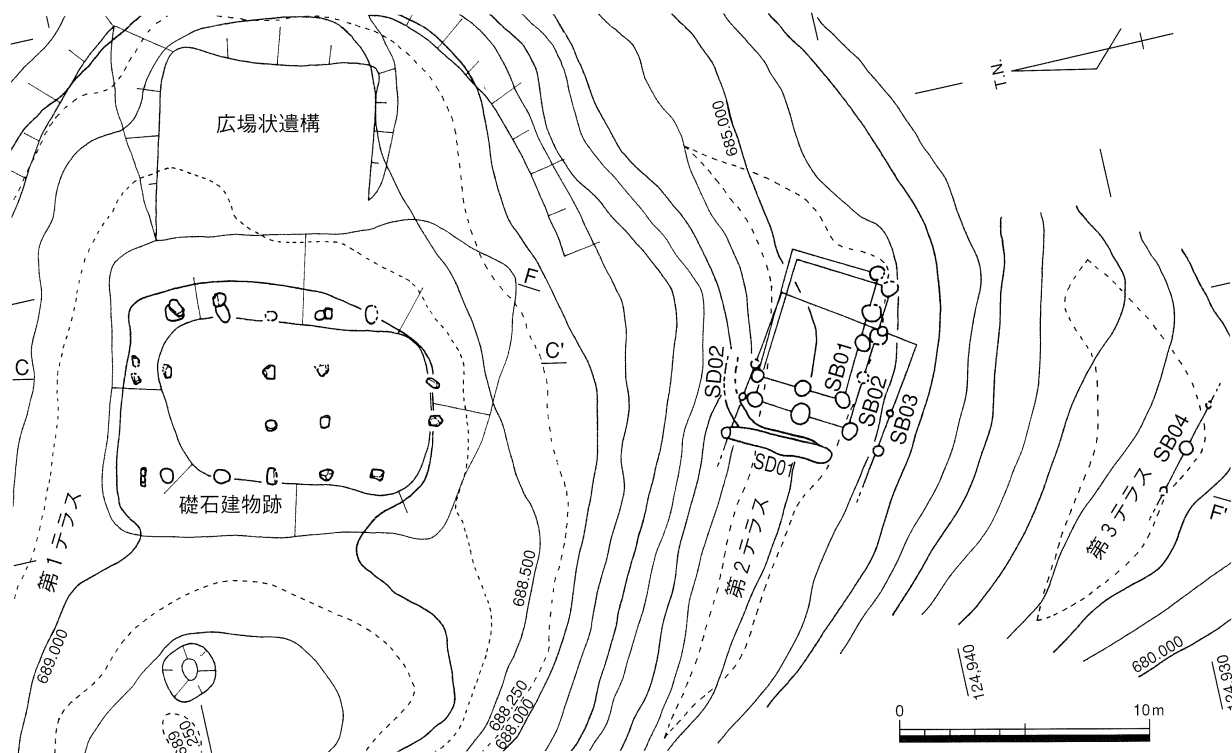 広場状遺構
T.N.
685.000
F
C
C'
SD02
SB01
SB02
SB03
SD01
SB04
礎石建物跡
第1テラス
第2テラス
第3テラス
F'
688.500
689.000
688.250
688.000
689
.250
124,940
680.000
124,930
0
10m